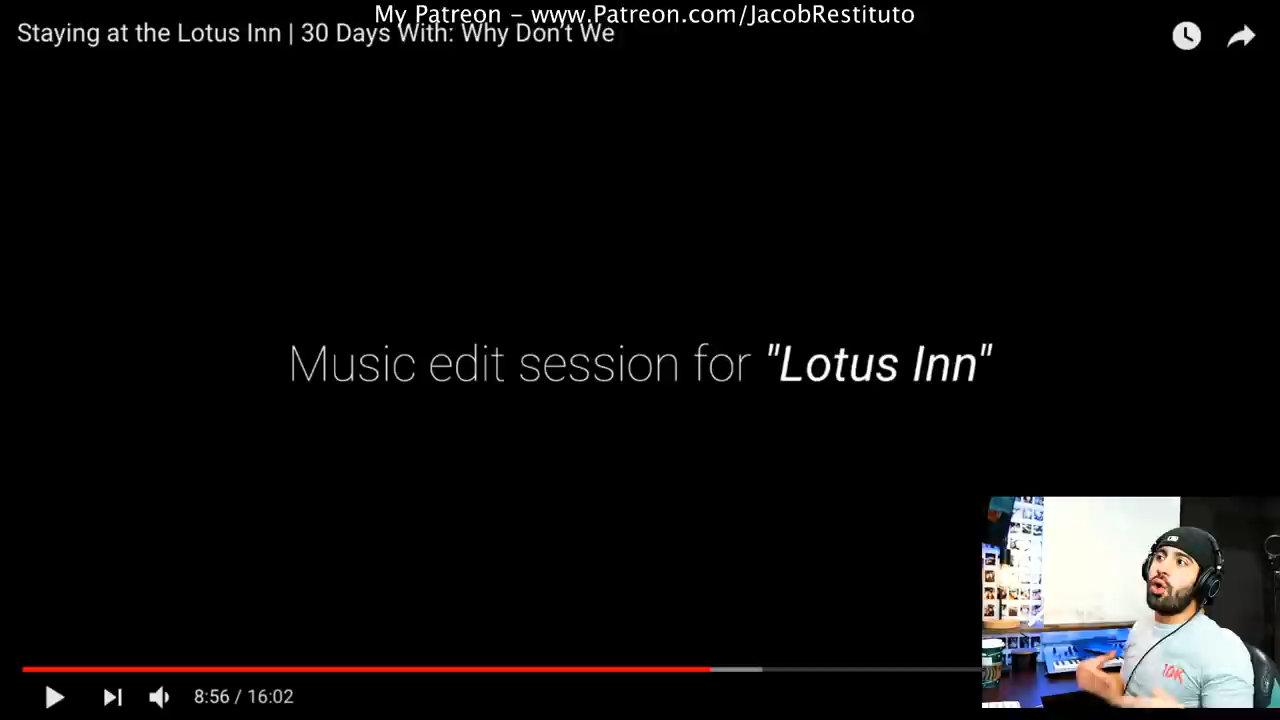 My Patreon - www.Patreon.com/JacobRestituto
Staying at the Lotus Inn | 30 Days With: Why Don't We
Music edit session for "Lotus Inn"
10K
8:56 / 16:02